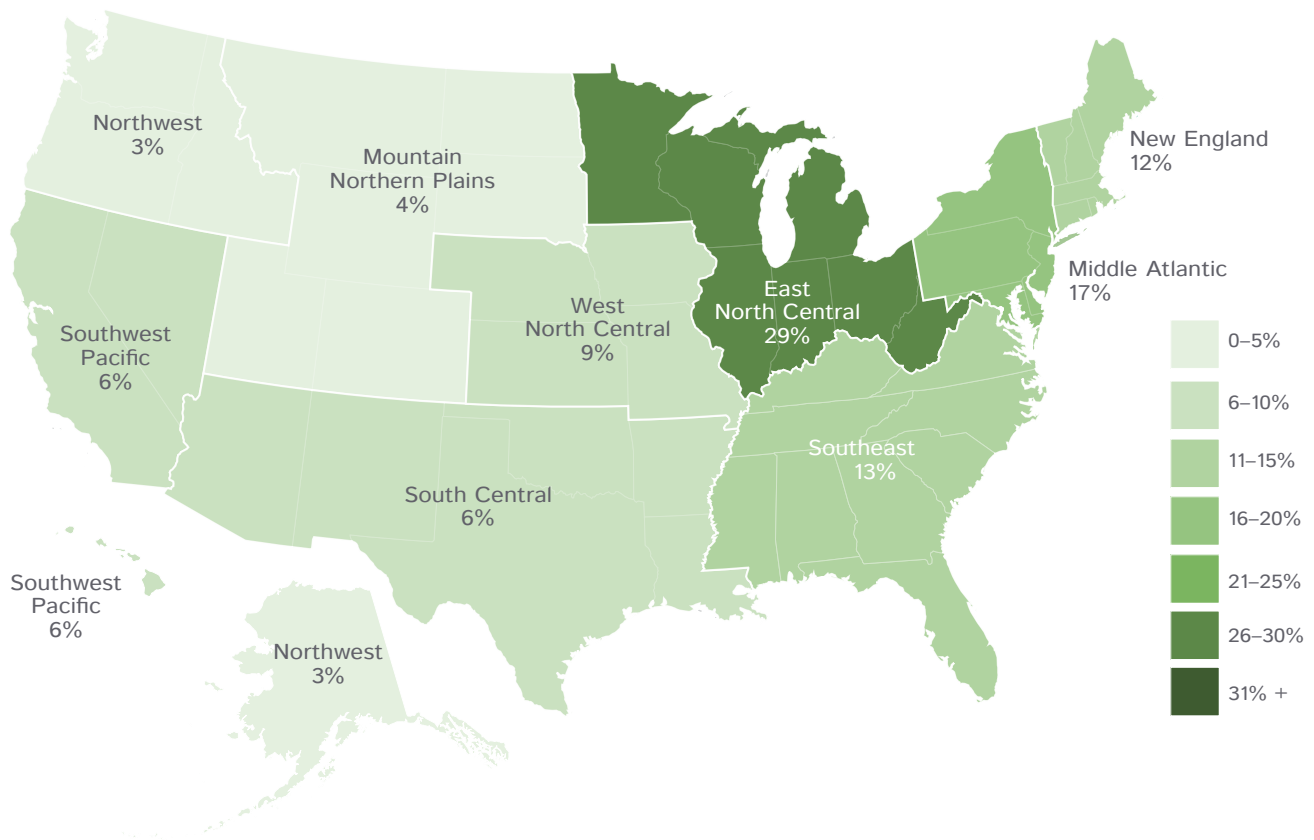 Northwest
3%
Mountain
Northern Plains
4%
New England
12%
Middle Atlantic
17%
East
North Central
29%
West
North Central
9%
Southwest
Pacific
6%
Southeast
13%
South Central
6%
Southwest
Pacific
6%
Northwest
3%
0–5%
6–10%
11–15%
16–20%
21–25%
26–30%
31% +